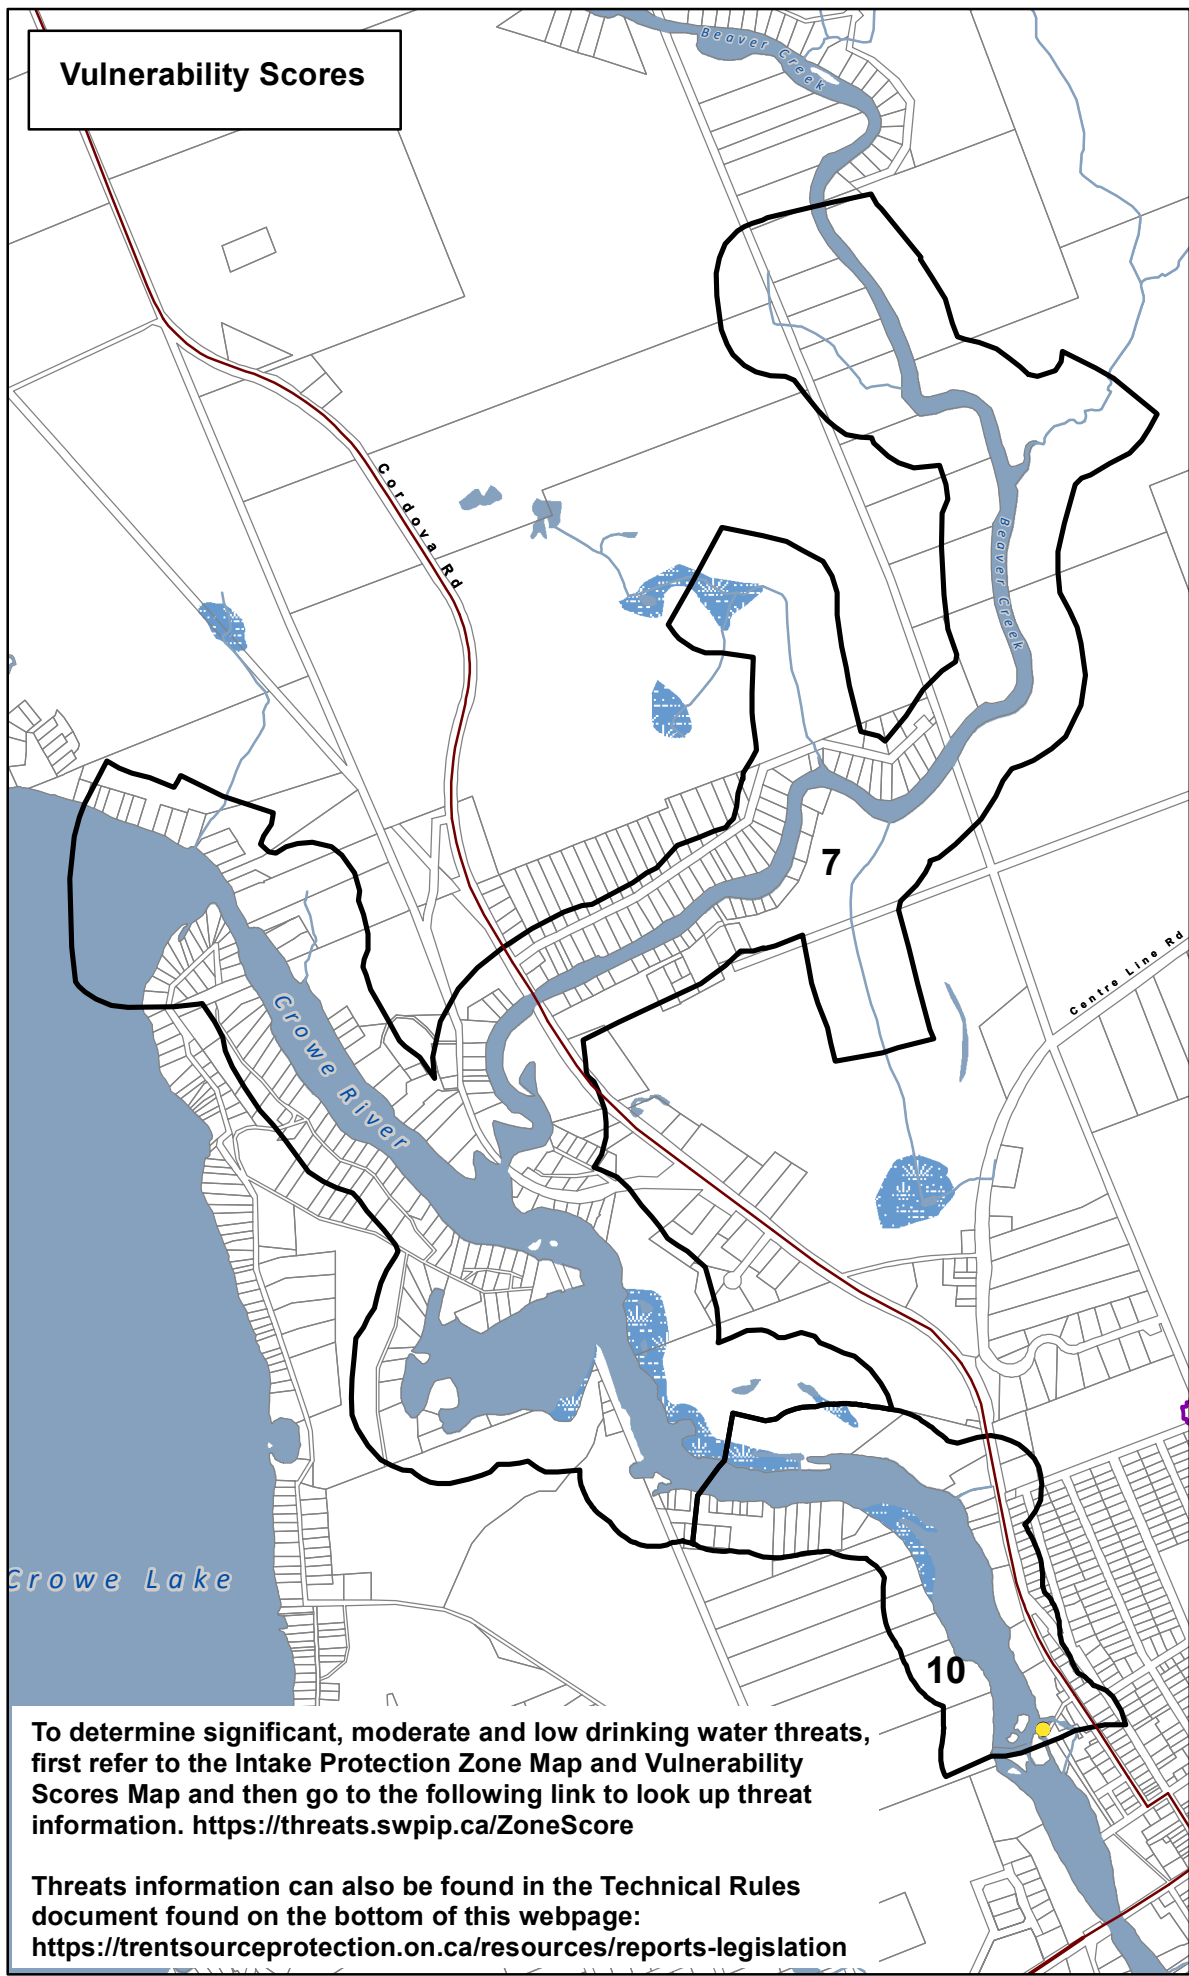 Vulnerability Scores
Beaver Creek
Cordova Rd
Beaver Creek
7
Centre Line Rd
Crowe River
Crowe Lake
10
To determine significant, moderate and low drinking water threats,
first refer to the Intake Protection Zone Map and Vulnerability
Scores Map and then go to the following link to look up threat
information. https://threats.swpip.ca/ZoneScore
Threats information can also be found in the Technical Rules
document found on the bottom of this webpage:
https://trentsourceprotection.on.ca/resources/reports-legislation